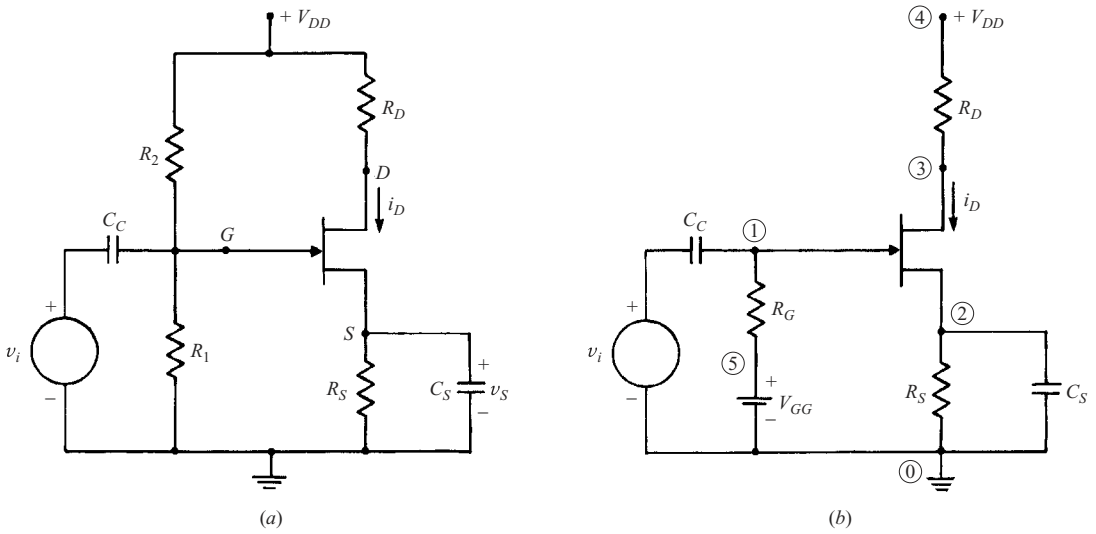 + V_DD
R_D
R_2
D
i_D
C_C
G
+
v_i
−
R_1
S
R_S
C_S
+
v_S
−
(a)
④ + V_DD
R_D
③
i_D
C_C
①
+
v_i
−
R_G
②
⑤
+
V_GG
−
R_S
C_S
⓪
(b)